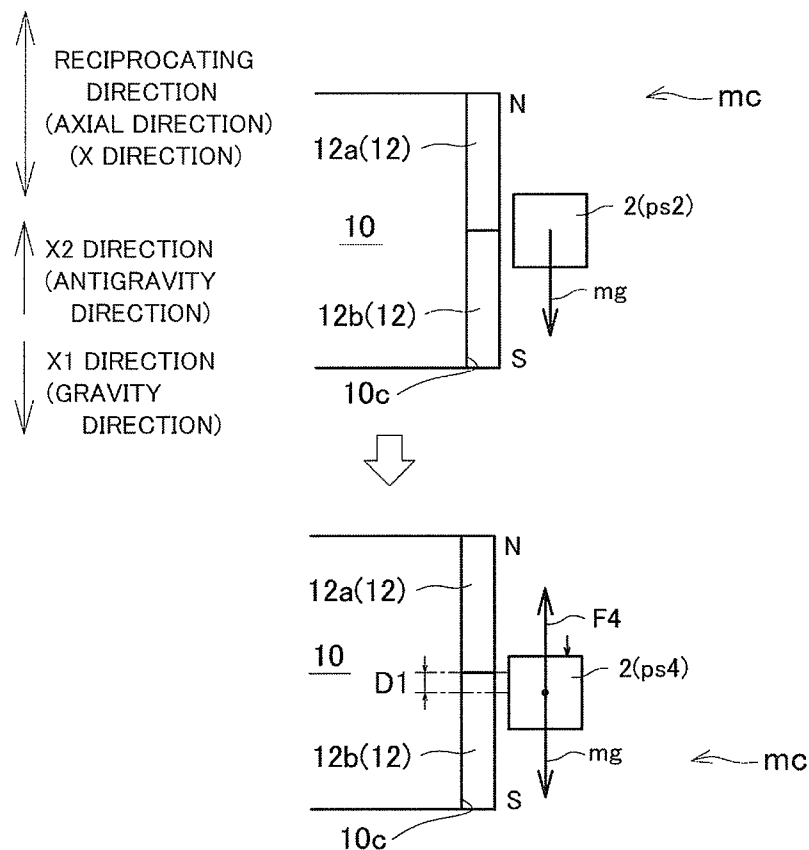 RECIPROCATING
DIRECTION
(AXIAL DIRECTION)
(X DIRECTION)
X2 DIRECTION
(ANTIGRAVITY
DIRECTION)
X1 DIRECTION
(GRAVITY
DIRECTION)
N
mc
12a(12)
2(ps2)
10
mg
12b(12)
S
10c
N
12a(12)
F4
10
2(ps4)
D1
12b(12)
mg
mc
S
10c